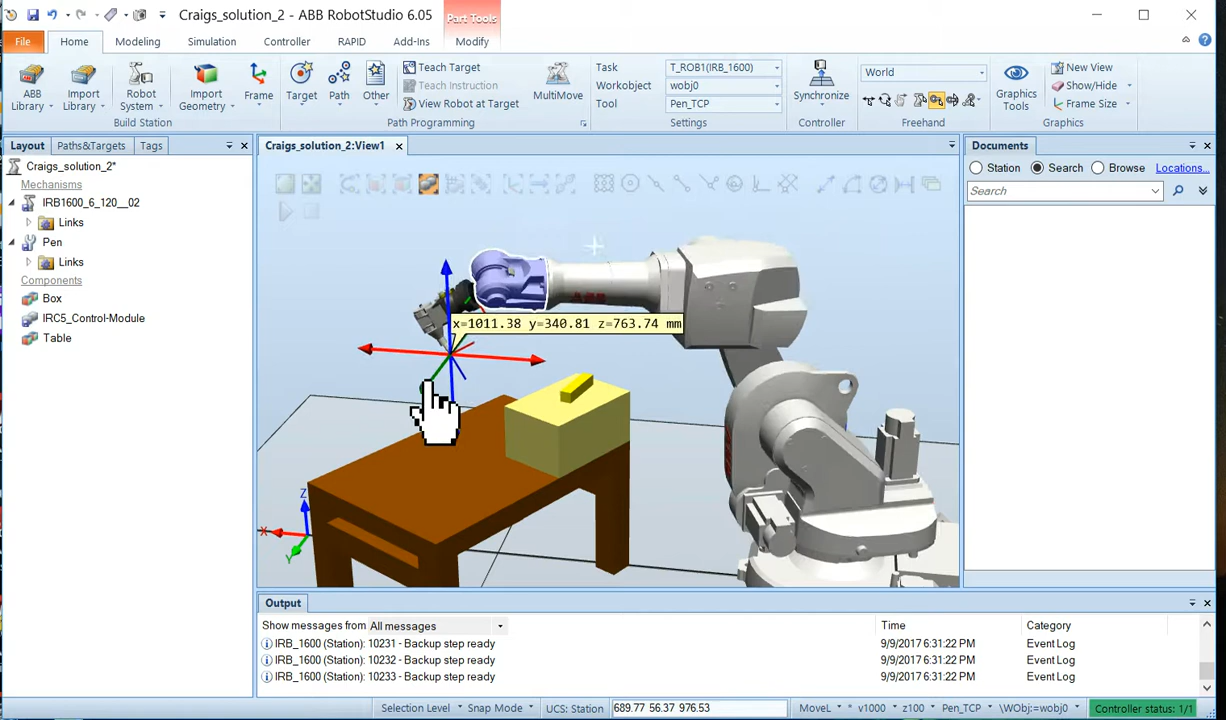 Craigs_solution_2 - ABB RobotStudio 6.05
Part Tools
File
Home
Modeling
Simulation
Controller
RAPID
Add-Ins
Modify
ABB Library
Import Library
Robot System
Import Geometry
Frame
Build Station
Target
Path
Other
Teach Target
Teach Instruction
View Robot at Target
MultiMove
Path Programming
Task T_ROB1(IRB_1600)
Workobject wobj0
Tool Pen_TCP
Settings
Synchronize
Controller
World
Freehand
Graphics Tools
New View
Show/Hide
Frame Size
Graphics
Layout Paths&Targets Tags
Craigs_solution_2*
Mechanisms
IRB1600_6_120__02
Links
Pen
Links
Components
Box
IRC5_Control-Module
Table
Craigs_solution_2:View1
x=1011.38 y=340.81 z=763.74 mm
Z
X
Y
Documents
Station Search Browse Locations...
Search
Output
Show messages from All messages Time Category
IRB_1600 (Station): 10231 - Backup step ready 9/9/2017 6:31:22 PM Event Log
IRB_1600 (Station): 10232 - Backup step ready 9/9/2017 6:31:22 PM Event Log
IRB_1600 (Station): 10233 - Backup step ready 9/9/2017 6:31:22 PM Event Log
Selection Level Snap Mode UCS: Station 689.77 56.37 976.53 MoveL * v1000 z100 Pen_TCP \WObj:=wobj0 Controller status: 1/1